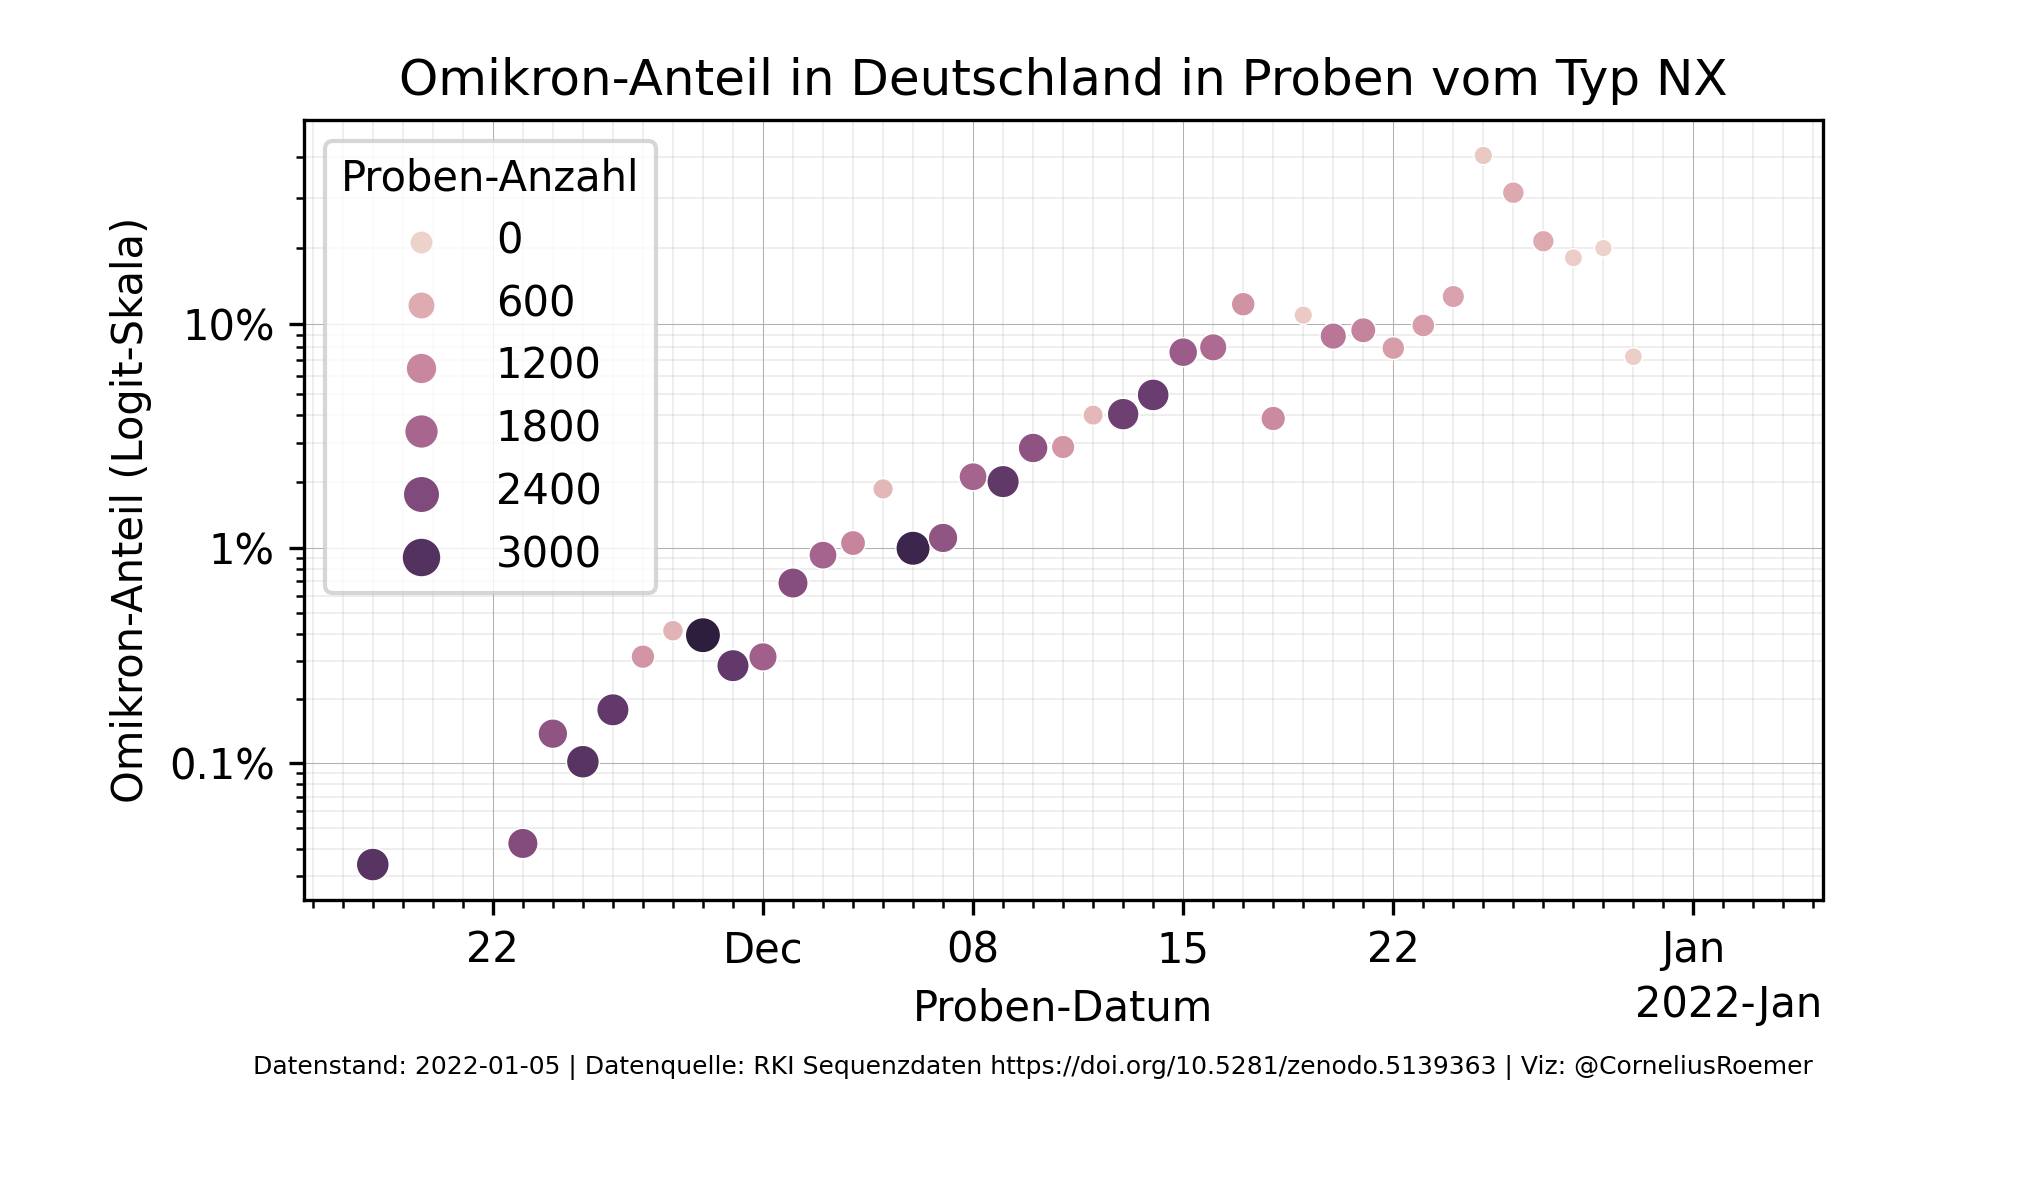 Omikron-Anteil in Deutschland in Proben vom Typ NX
Omikron-Anteil (Logit-Skala)
Proben-Anzahl
0
600
1200
1800
2400
3000
10%
1%
0.1%
22 Dec 08 15 22 Jan
Proben-Datum 2022-Jan
Datenstand: 2022-01-05 | Datenquelle: RKI Sequenzdaten https://doi.org/10.5281/zenodo.5139363 | Viz: @CorneliusRoemer